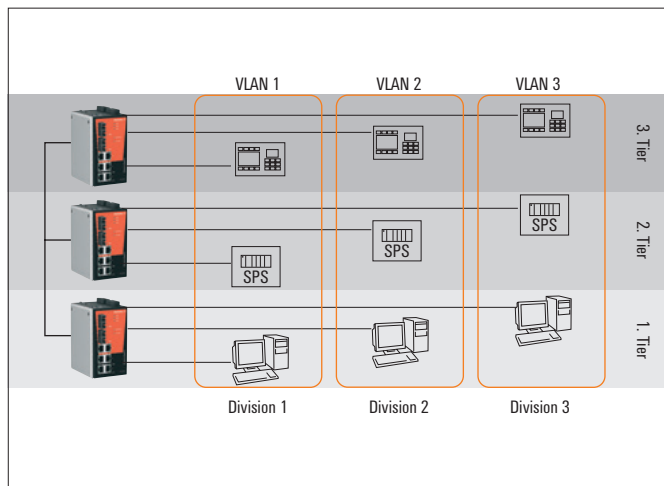 VLAN 1
VLAN 2
VLAN 3
3. Tier
2. Tier
SPS
SPS
SPS
1. Tier
Division 1
Division 2
Division 3